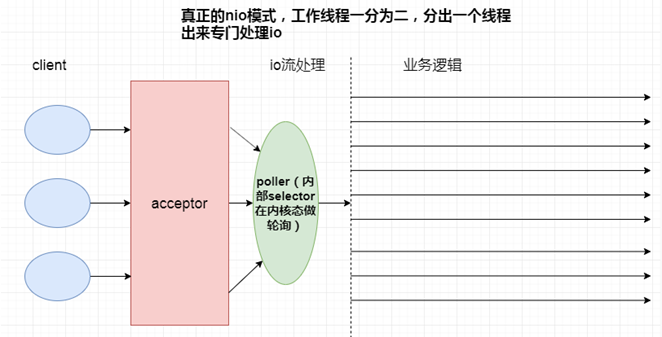 真正的nio模式，工作线程一分为二，分出一个线程
出来专门处理io
client
io流处理
业务逻辑
acceptor
poller（内
部selector
在内核态做
轮询）